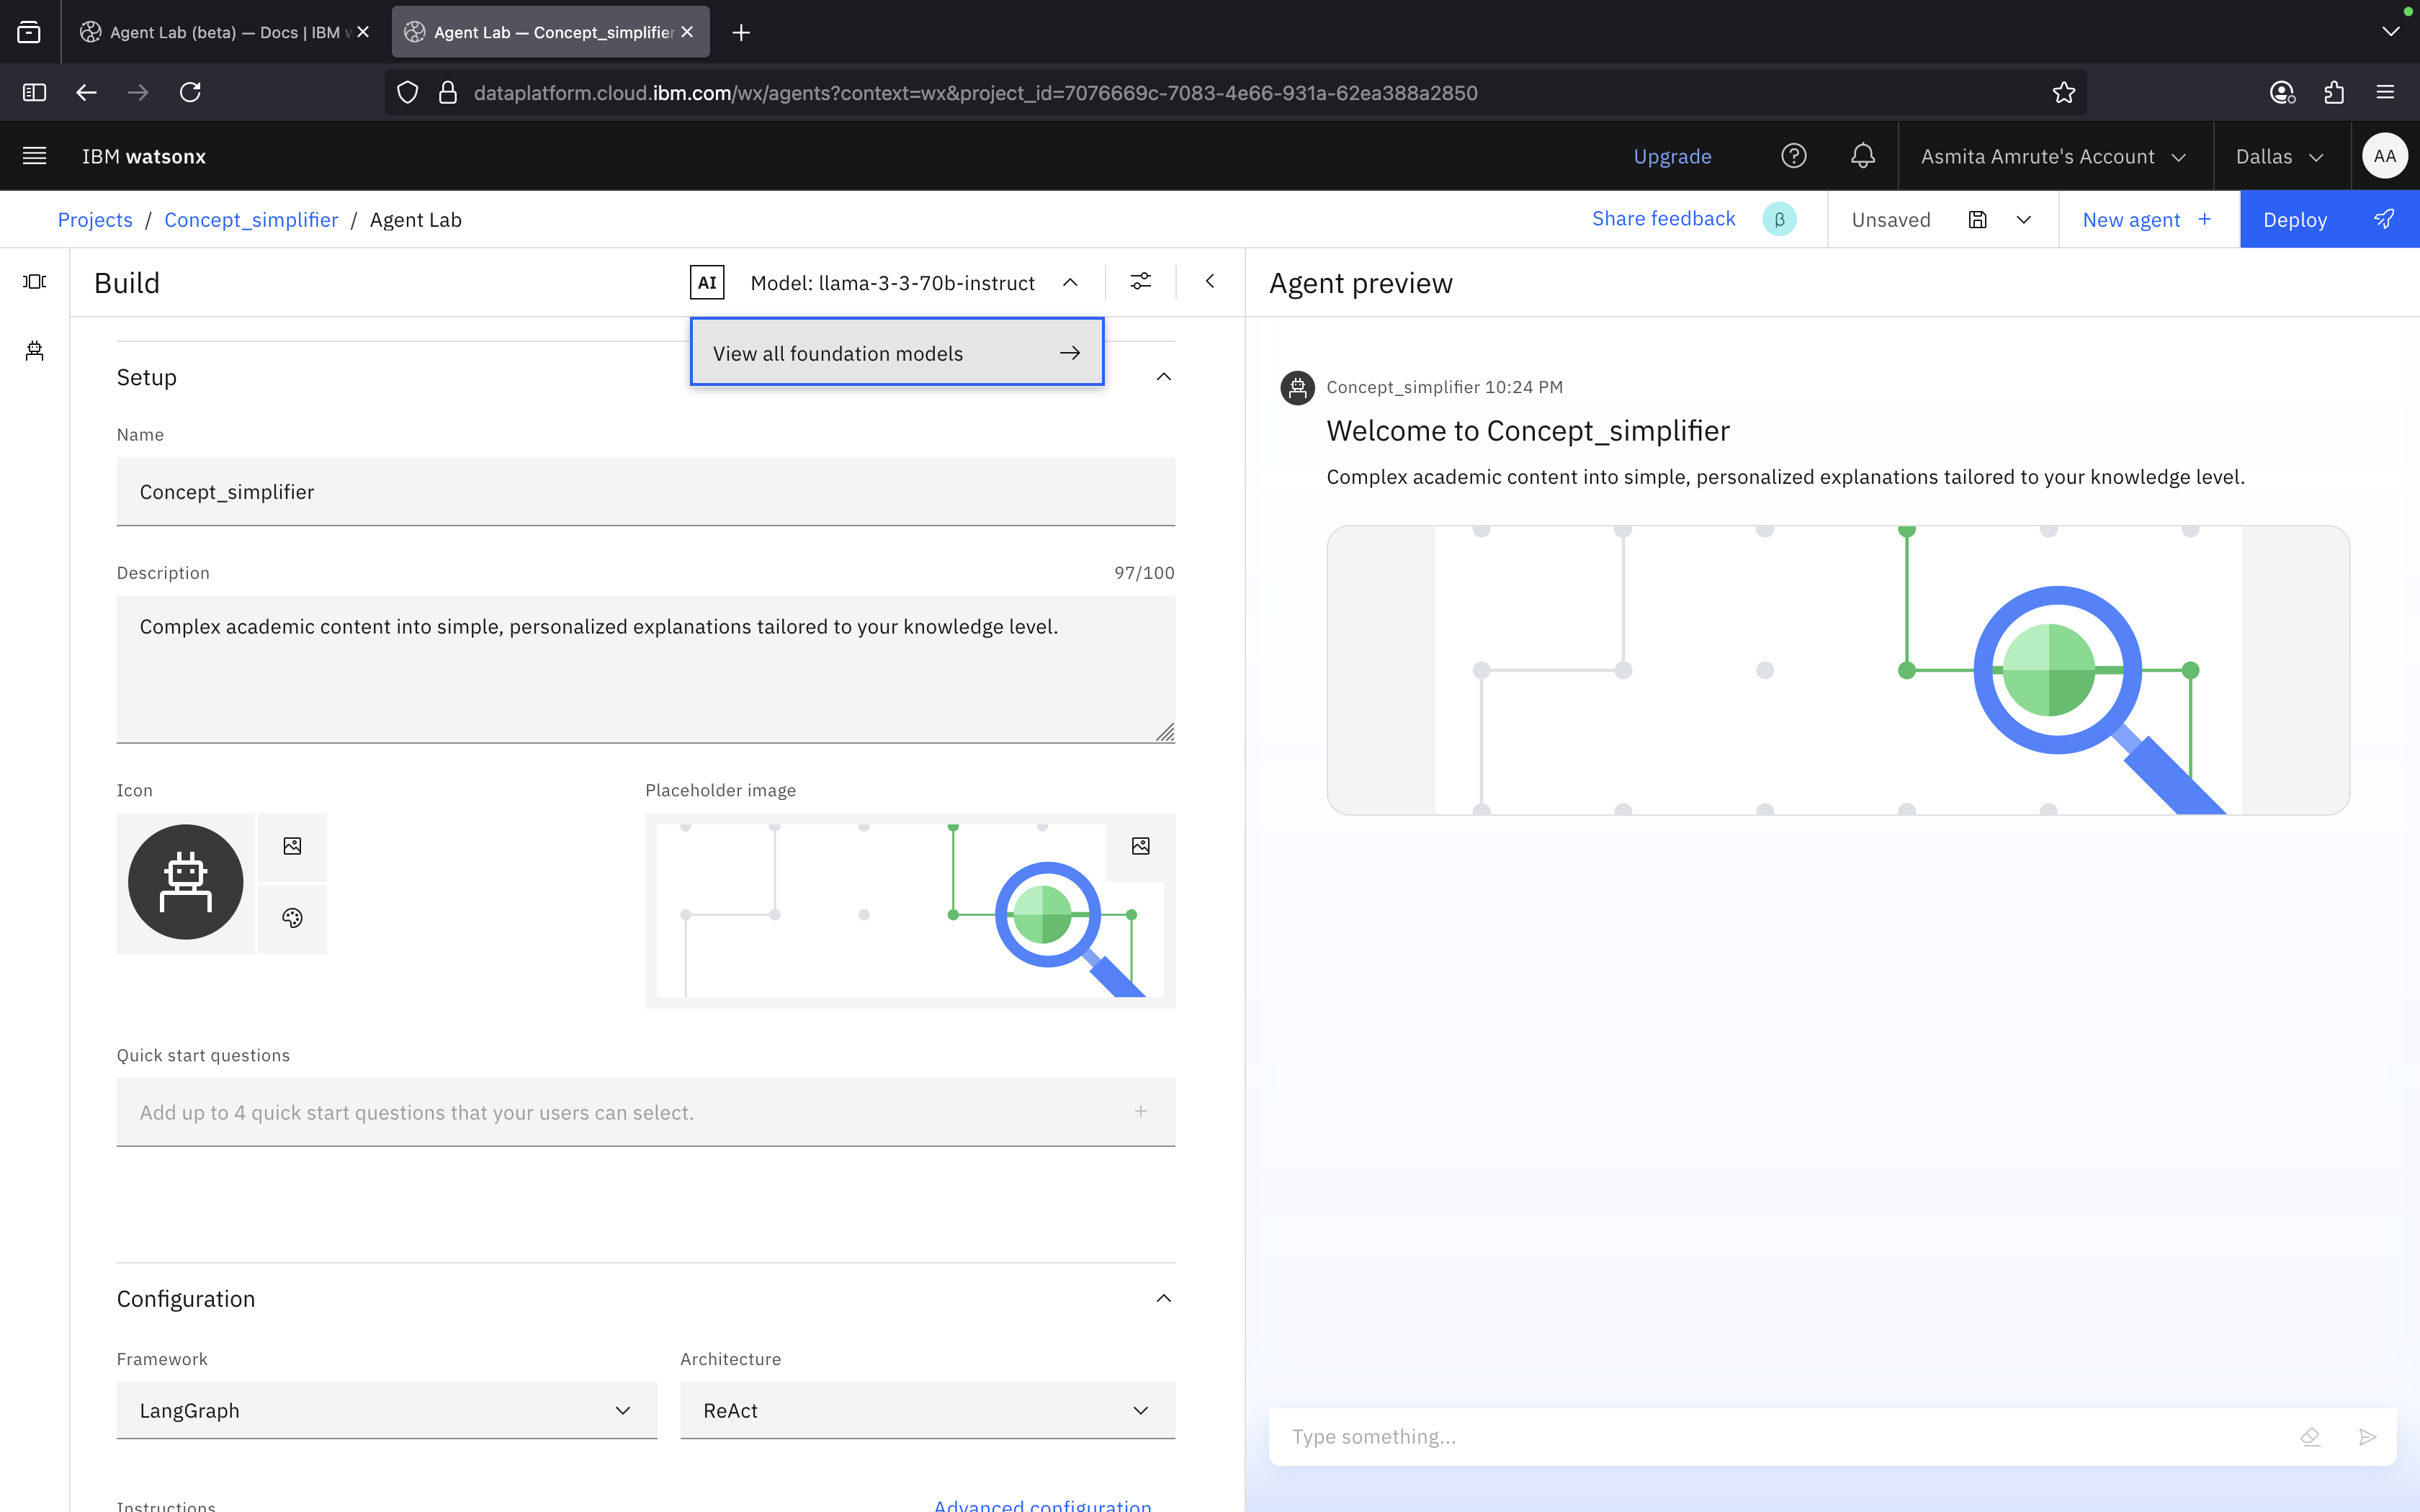 Agent Lab (beta) — Docs | IBM w
Agent Lab — Concept_simplifier
dataplatform.cloud.ibm.com/wx/agents?context=wx&project_id=7076669c-7083-4e66-931a-62ea388a2850
IBM watsonx
Upgrade
Asmita Amrute's Account
Dallas
AA
Projects / Concept_simplifier / Agent Lab
Share feedback
β
Unsaved
New agent +
Deploy
Build
AI
Model: llama-3-3-70b-instruct
Agent preview
View all foundation models
Setup
Name
Concept_simplifier
Description
97/100
Complex academic content into simple, personalized explanations tailored to your knowledge level.
Icon
Placeholder image
Quick start questions
Add up to 4 quick start questions that your users can select.
Configuration
Framework
Architecture
LangGraph
ReAct
Instructions
Advanced configuration
Concept_simplifier 10:24 PM
Welcome to Concept_simplifier
Complex academic content into simple, personalized explanations tailored to your knowledge level.
Type something...